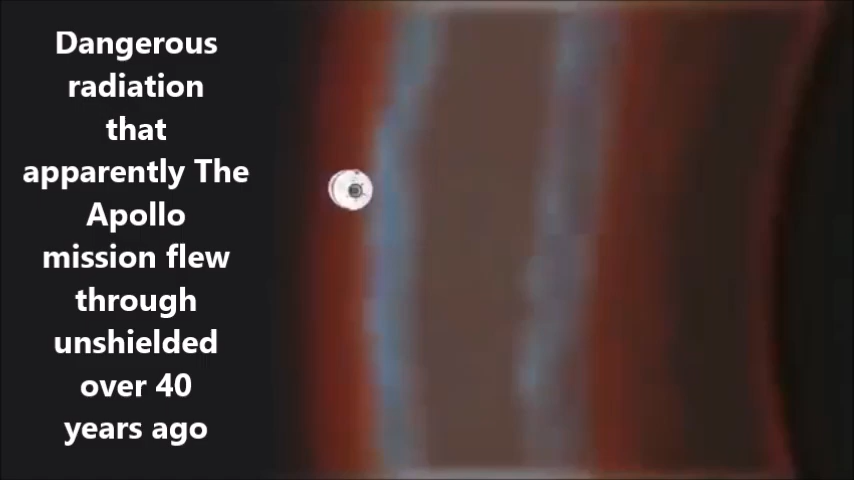 Dangerous
radiation
that
apparently The
Apollo
mission flew
through
unshielded
over 40
years ago